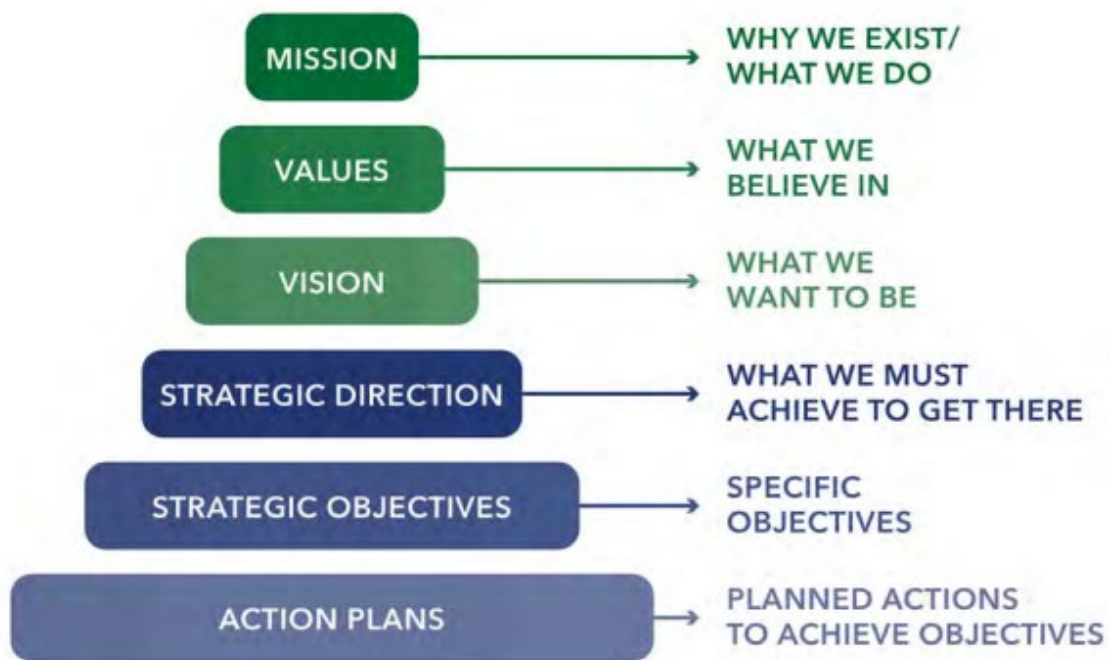 MISSION
WHY WE EXIST/
WHAT WE DO
VALUES
WHAT WE
BELIEVE IN
VISION
WHAT WE
WANT TO BE
STRATEGIC DIRECTION
WHAT WE MUST
ACHIEVE TO GET THERE
STRATEGIC OBJECTIVES
SPECIFIC
OBJECTIVES
ACTION PLANS
PLANNED ACTIONS
TO ACHIEVE OBJECTIVES